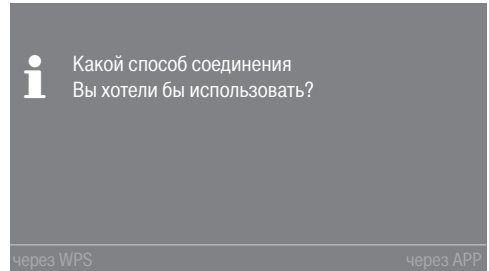 Какой способ соединения
Вы хотели бы использовать?
через WPS
через APP